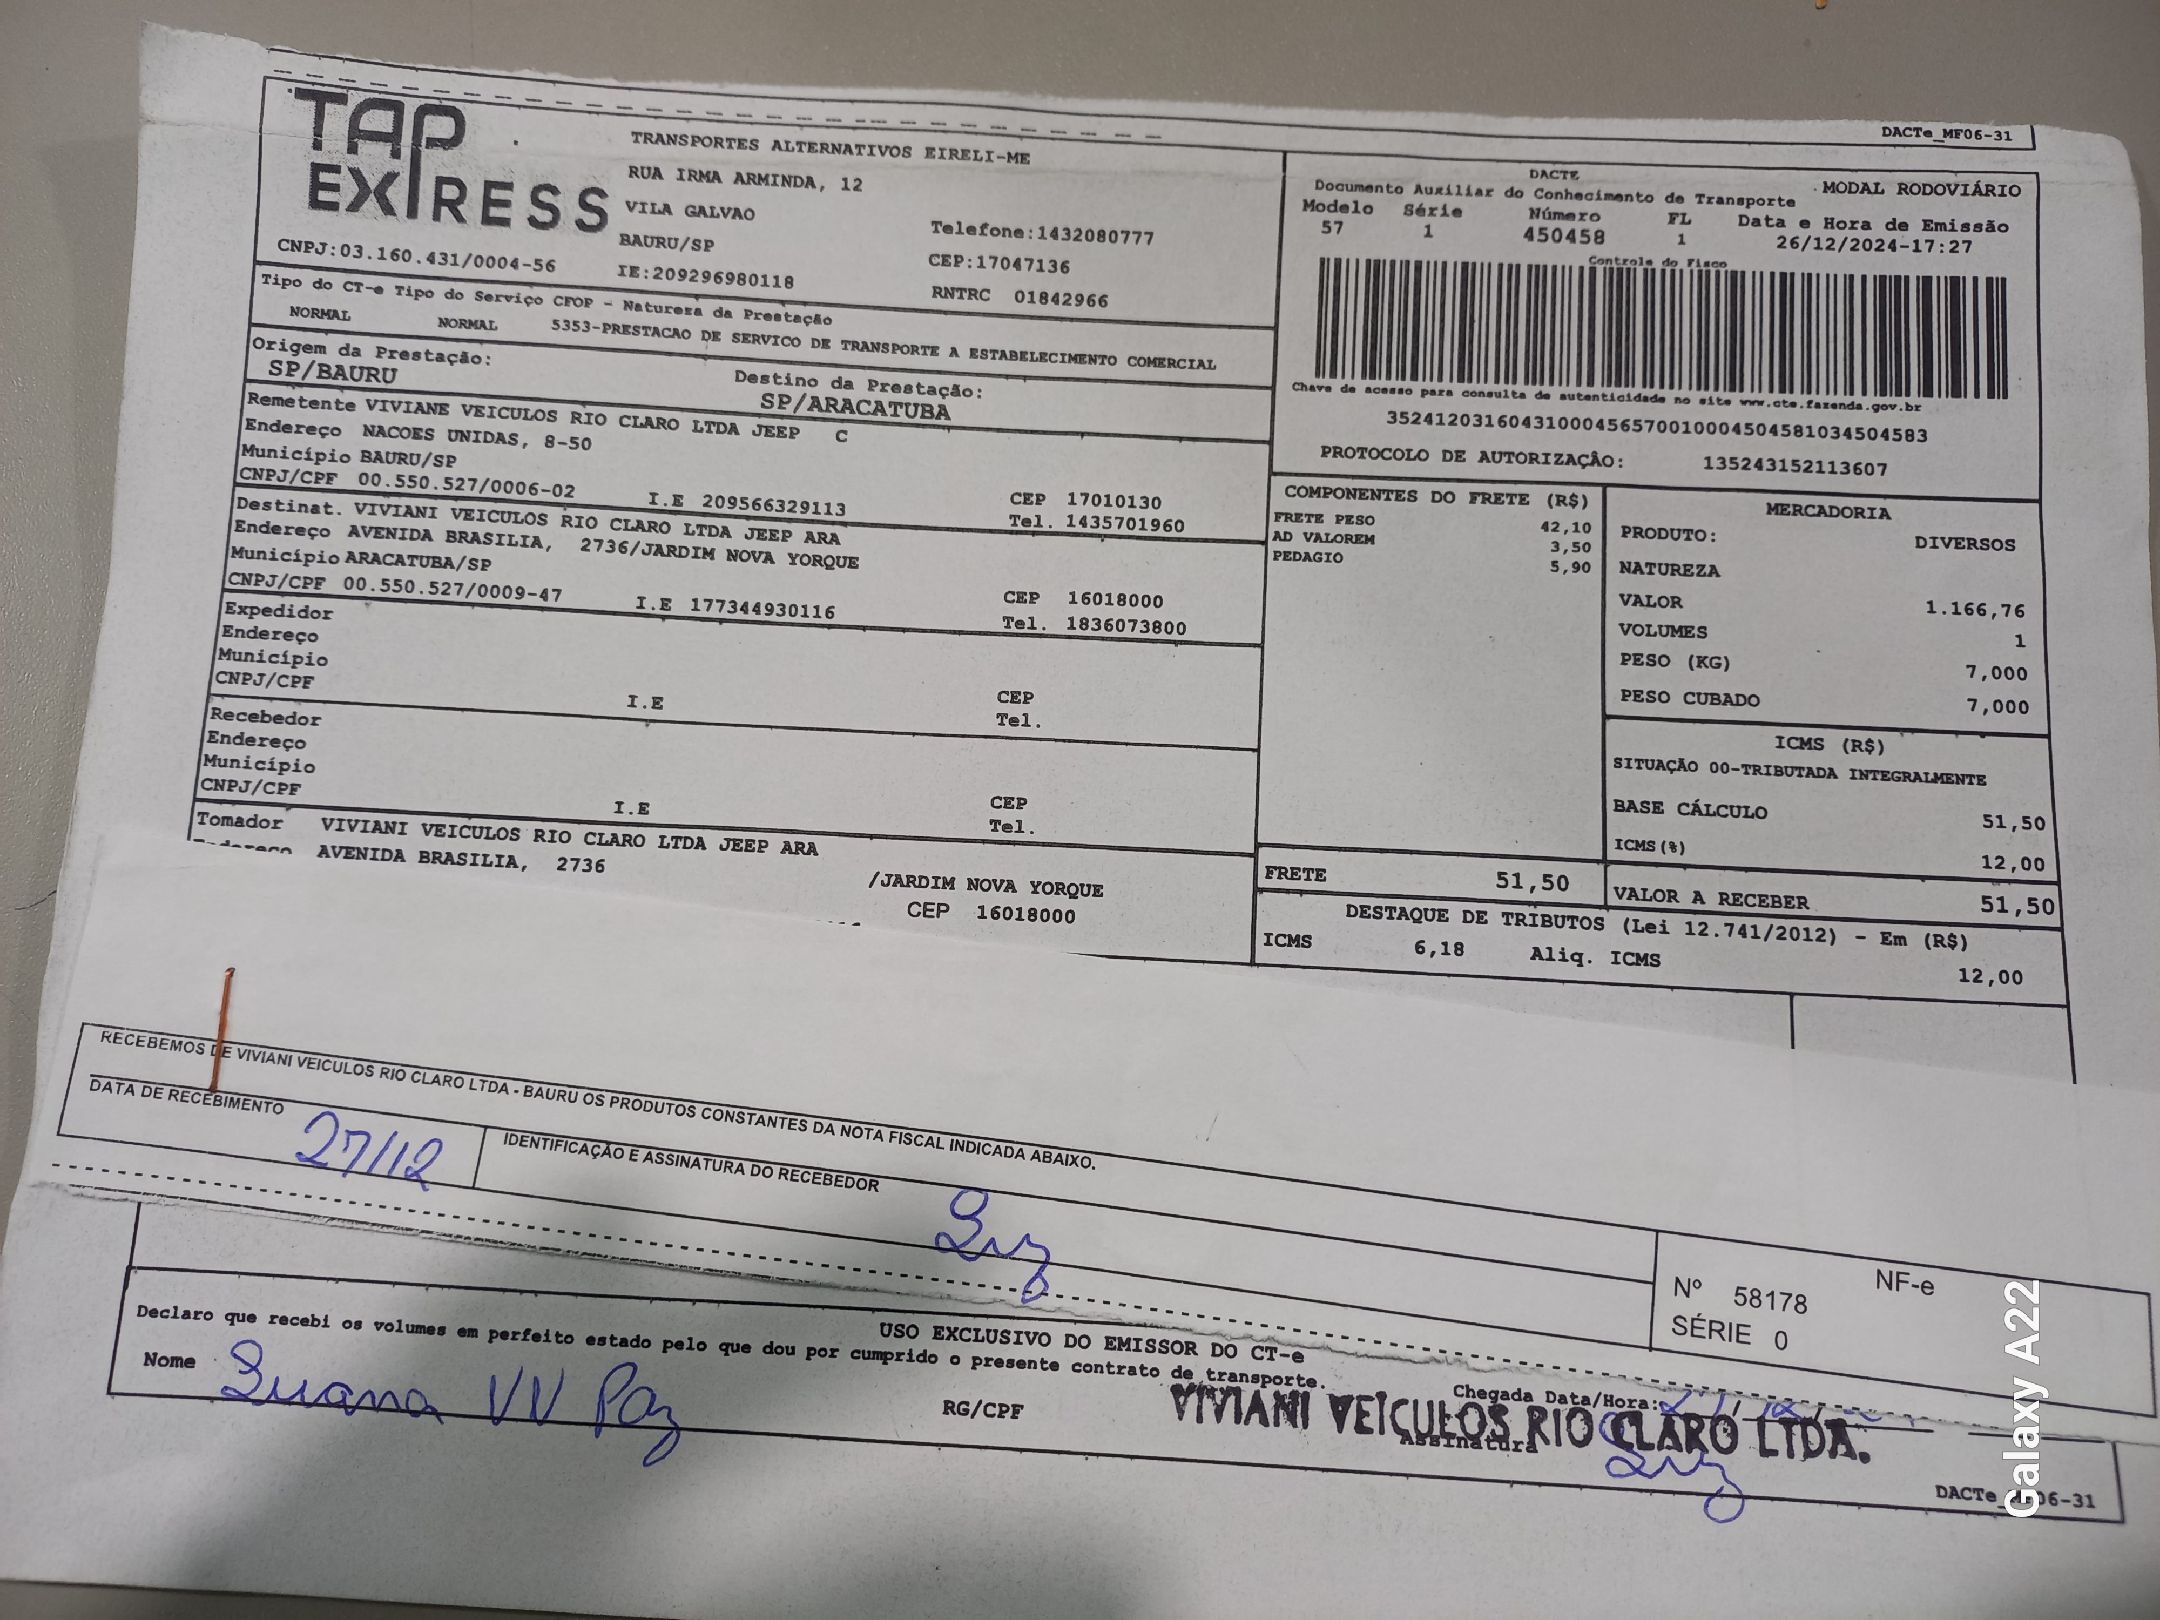 DACTe_MF06-31
TAP EXPRESS
TRANSPORTES ALTERNATIVOS EIRELI-ME
RUA IRMA ARMINDA, 12
VILA GALVAO
BAURU/SP
Telefone:1432080777
CEP:17047136
CNPJ:03.160.431/0004-56
IE:209296980118
RNTRC 01842966
DACTE
Documento Auxiliar do Conhecimento de Transporte
MODAL RODOVIÁRIO
Modelo Série Número FL Data e Hora de Emissão
57 1 450458 1 26/12/2024-17:27
Controle do Fisco
Chave de acesso para consulta de autenticidade no site www.cte.fazenda.gov.br
35241203160431000456570010004504581034504583
PROTOCOLO DE AUTORIZAÇÂO: 135243152113607
Tipo do CT-e Tipo do Serviço CFOP - Natureza da Prestação
NORMAL NORMAL 5353-PRESTACAO DE SERVICO DE TRANSPORTE A ESTABELECIMENTO COMERCIAL
Origem da Prestação: Destino da Prestação:
SP/BAURU SP/ARACATUBA
Remetente VIVIANE VEICULOS RIO CLARO LTDA JEEP C
Endereço NACOES UNIDAS, 8-50
Município BAURU/SP CEP 17010130
CNPJ/CPF 00.550.527/0006-02 I.E 209566329113 Tel. 1435701960
Destinat. VIVIANI VEICULOS RIO CLARO LTDA JEEP ARA
Endereço AVENIDA BRASILIA, 2736/JARDIM NOVA YORQUE
Município ARACATUBA/SP CEP 16018000
CNPJ/CPF 00.550.527/0009-47 I.E 177344930116 Tel. 1836073800
Expedidor
Endereço
Município CEP
CNPJ/CPF I.E Tel.
Recebedor
Endereço
Município CEP
CNPJ/CPF I.E Tel.
Tomador VIVIANI VEICULOS RIO CLARO LTDA JEEP ARA
Endereço AVENIDA BRASILIA, 2736 /JARDIM NOVA YORQUE
CEP 16018000
COMPONENTES DO FRETE (R$)
FRETE PESO 42,10
AD VALOREM 3,50
PEDAGIO 5,90
MERCADORIA
PRODUTO: DIVERSOS
NATUREZA
VALOR 1.166,76
VOLUMES 1
PESO (KG) 7,000
PESO CUBADO 7,000
ICMS (R$)
SITUAÇÃO 00-TRIBUTADA INTEGRALMENTE
BASE CÁLCULO 51,50
ICMS(%) 12,00
FRETE 51,50 VALOR A RECEBER 51,50
DESTAQUE DE TRIBUTOS (Lei 12.741/2012) - Em (R$)
ICMS 6,18 Aliq. ICMS 12,00
RECEBEMOS DE VIVIANI VEICULOS RIO CLARO LTDA - BAURU OS PRODUTOS CONSTANTES DA NOTA FISCAL INDICADA ABAIXO.
DATA DE RECEBIMENTO
27/12
IDENTIFICAÇÃO E ASSINATURA DO RECEBEDOR
NF-e
Nº 58178
SÉRIE 0
USO EXCLUSIVO DO EMISSOR DO CT-e
Declaro que recebi os volumes em perfeito estado pelo que dou por cumprido o presente contrato de transporte.
Nome
RG/CPF
Chegada Data/Hora:
VIVIANI VEICULOS RIO CLARO LTDA.
Assinatura
DACTe_MF06-31
Galaxy A22